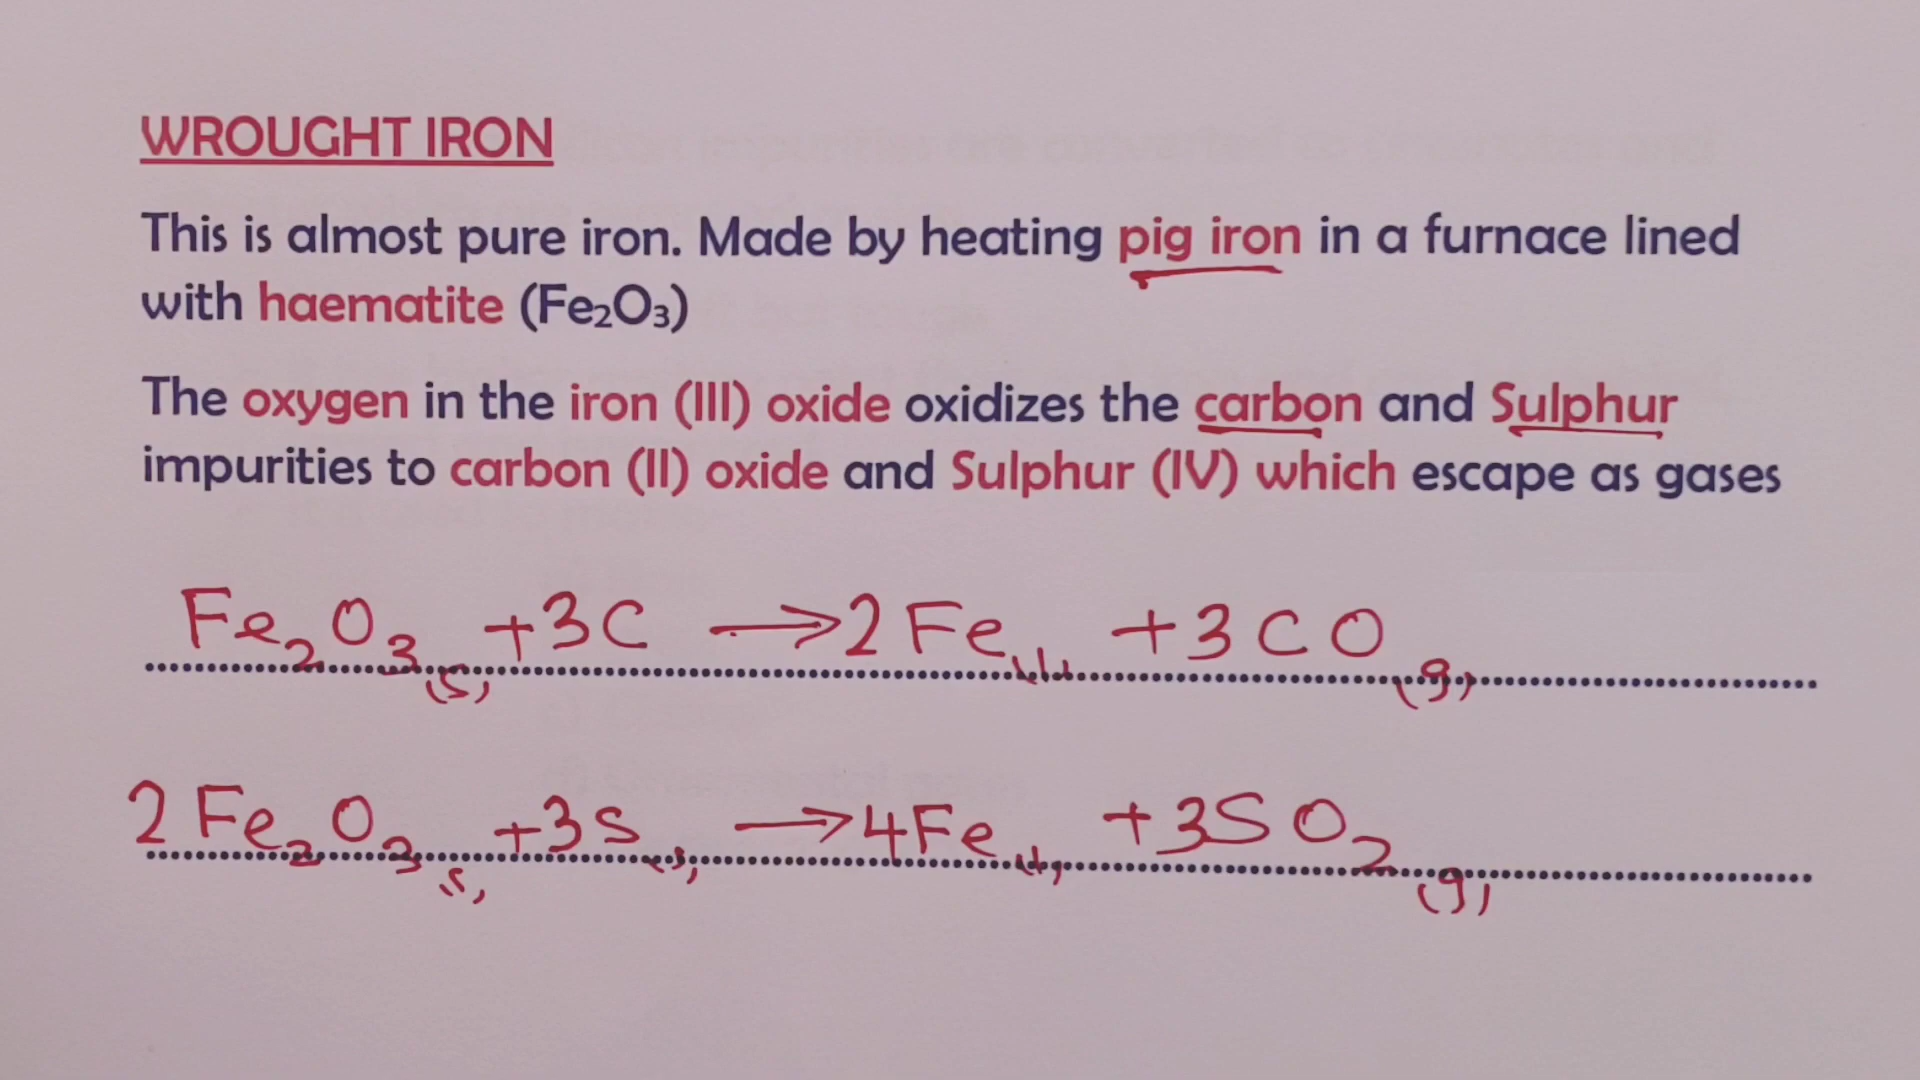 WROUGHT IRON
This is almost pure iron. Made by heating pig iron in a furnace lined
with haematite (Fe₂O₃)
The oxygen in the iron (III) oxide oxidizes the carbon and Sulphur
impurities to carbon (II) oxide and Sulphur (IV) which escape as gases
Fe₂O₃(s) + 3C → 2Fe(l) + 3CO(g)
2Fe₂O₃(s) + 3S(s) → 4Fe(l) + 3SO₂(g)